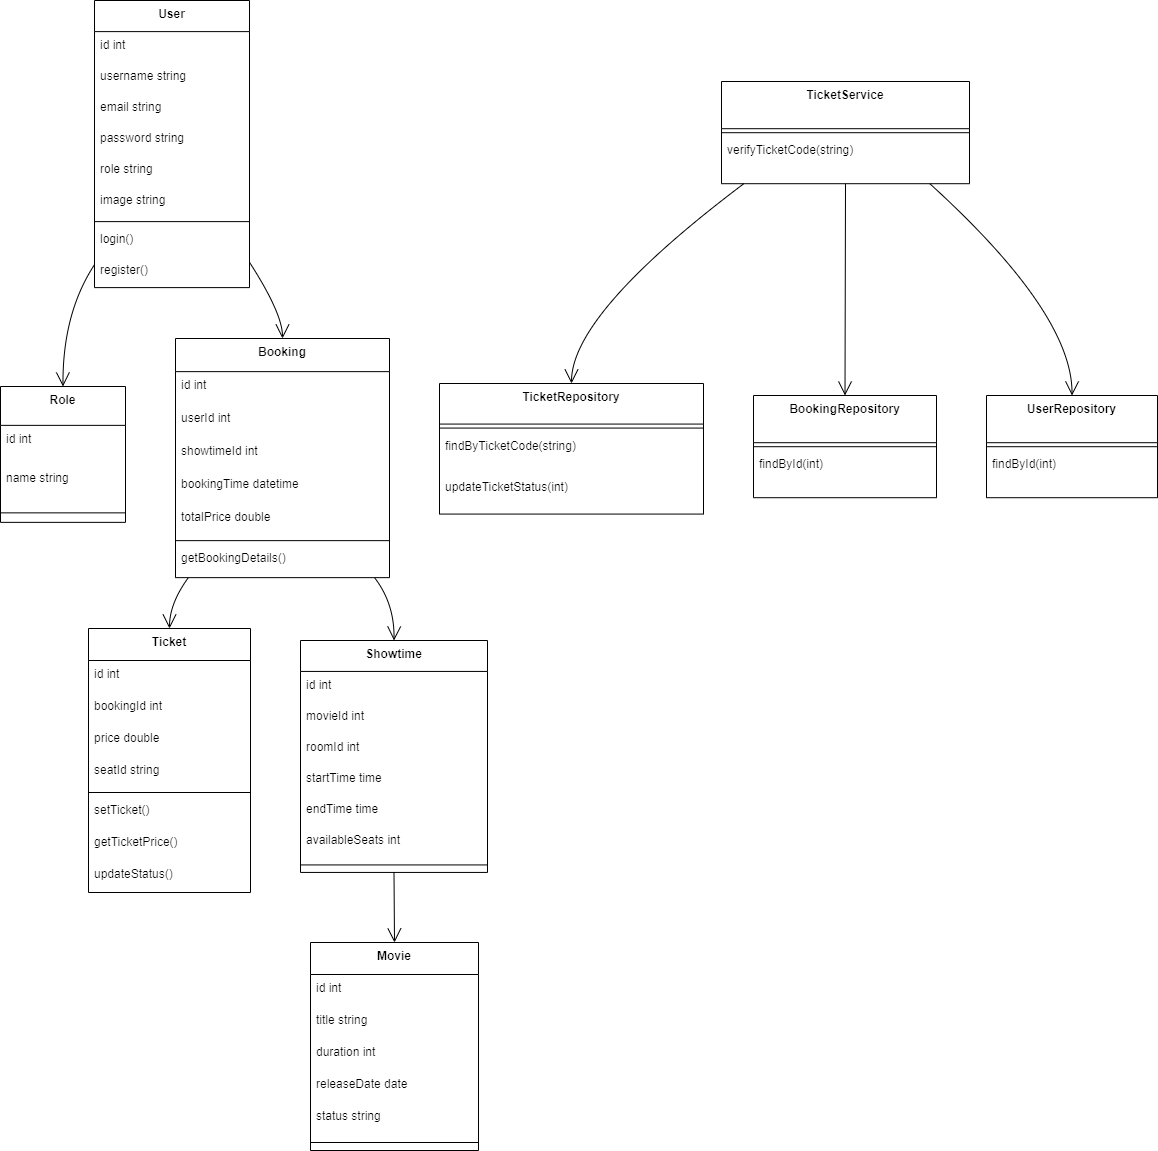 User
id int
username string
email string
password string
role string
image string
login()
register()
TicketService
verifyTicketCode(string)
Role
id int
name string
Booking
id int
userId int
showtimeId int
bookingTime datetime
totalPrice double
getBookingDetails()
TicketRepository
findByTicketCode(string)
updateTicketStatus(int)
BookingRepository
findById(int)
UserRepository
findById(int)
Ticket
id int
bookingId int
price double
seatId string
setTicket()
getTicketPrice()
updateStatus()
Showtime
id int
movieId int
roomId int
startTime time
endTime time
availableSeats int
Movie
id int
title string
duration int
releaseDate date
status string